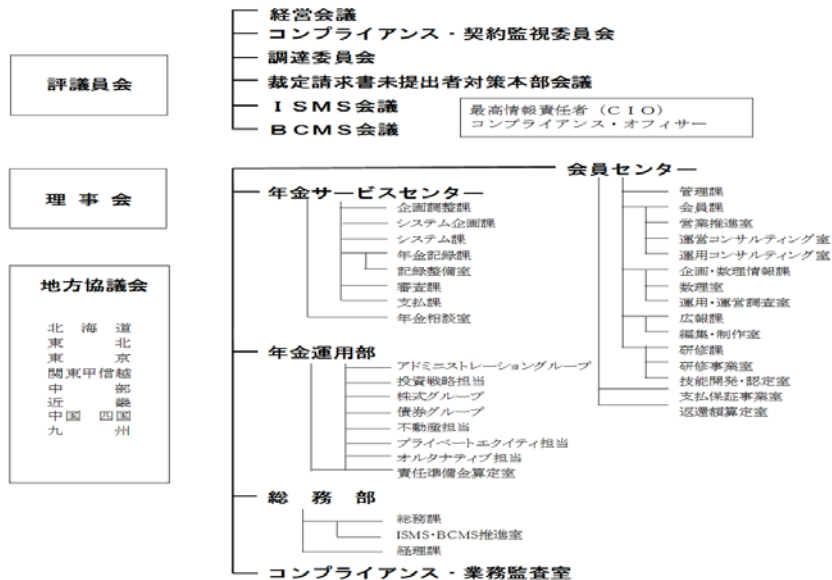 評議員会
理 事 会
地方協議会
北 海 道
東 北
東 京
関東甲信越
中 部
近 畿
中国 四国
九 州
経営会議
コンプライアンス・契約監視委員会
調達委員会
裁定請求書未提出者対策本部会議
ISMS会議
BCMS会議
最高情報責任者(CIO)
コンプライアンス・オフィサー
年金サービスセンター
企画調整課
システム企画課
システム課
年金記録課
記録整備室
審査課
支払課
年金相談室
年金運用部
アドミニストレーショングループ
投資戦略担当
株式グループ
債券グループ
不動産担当
プライベートエクイティ担当
オルタナティブ担当
責任準備金算定室
総 務 部
総務課
ISMS・BCMS推進室
経理課
コンプライアンス・業務監査室
会員センター
管理課
会員課
営業推進室
運営コンサルティング室
運用コンサルティング室
企画・数理情報課
数理室
運用・運営調査室
広報課
編集・制作室
研修課
研修事業室
技能開発・認定室
支払保証事業室
返還額算定室